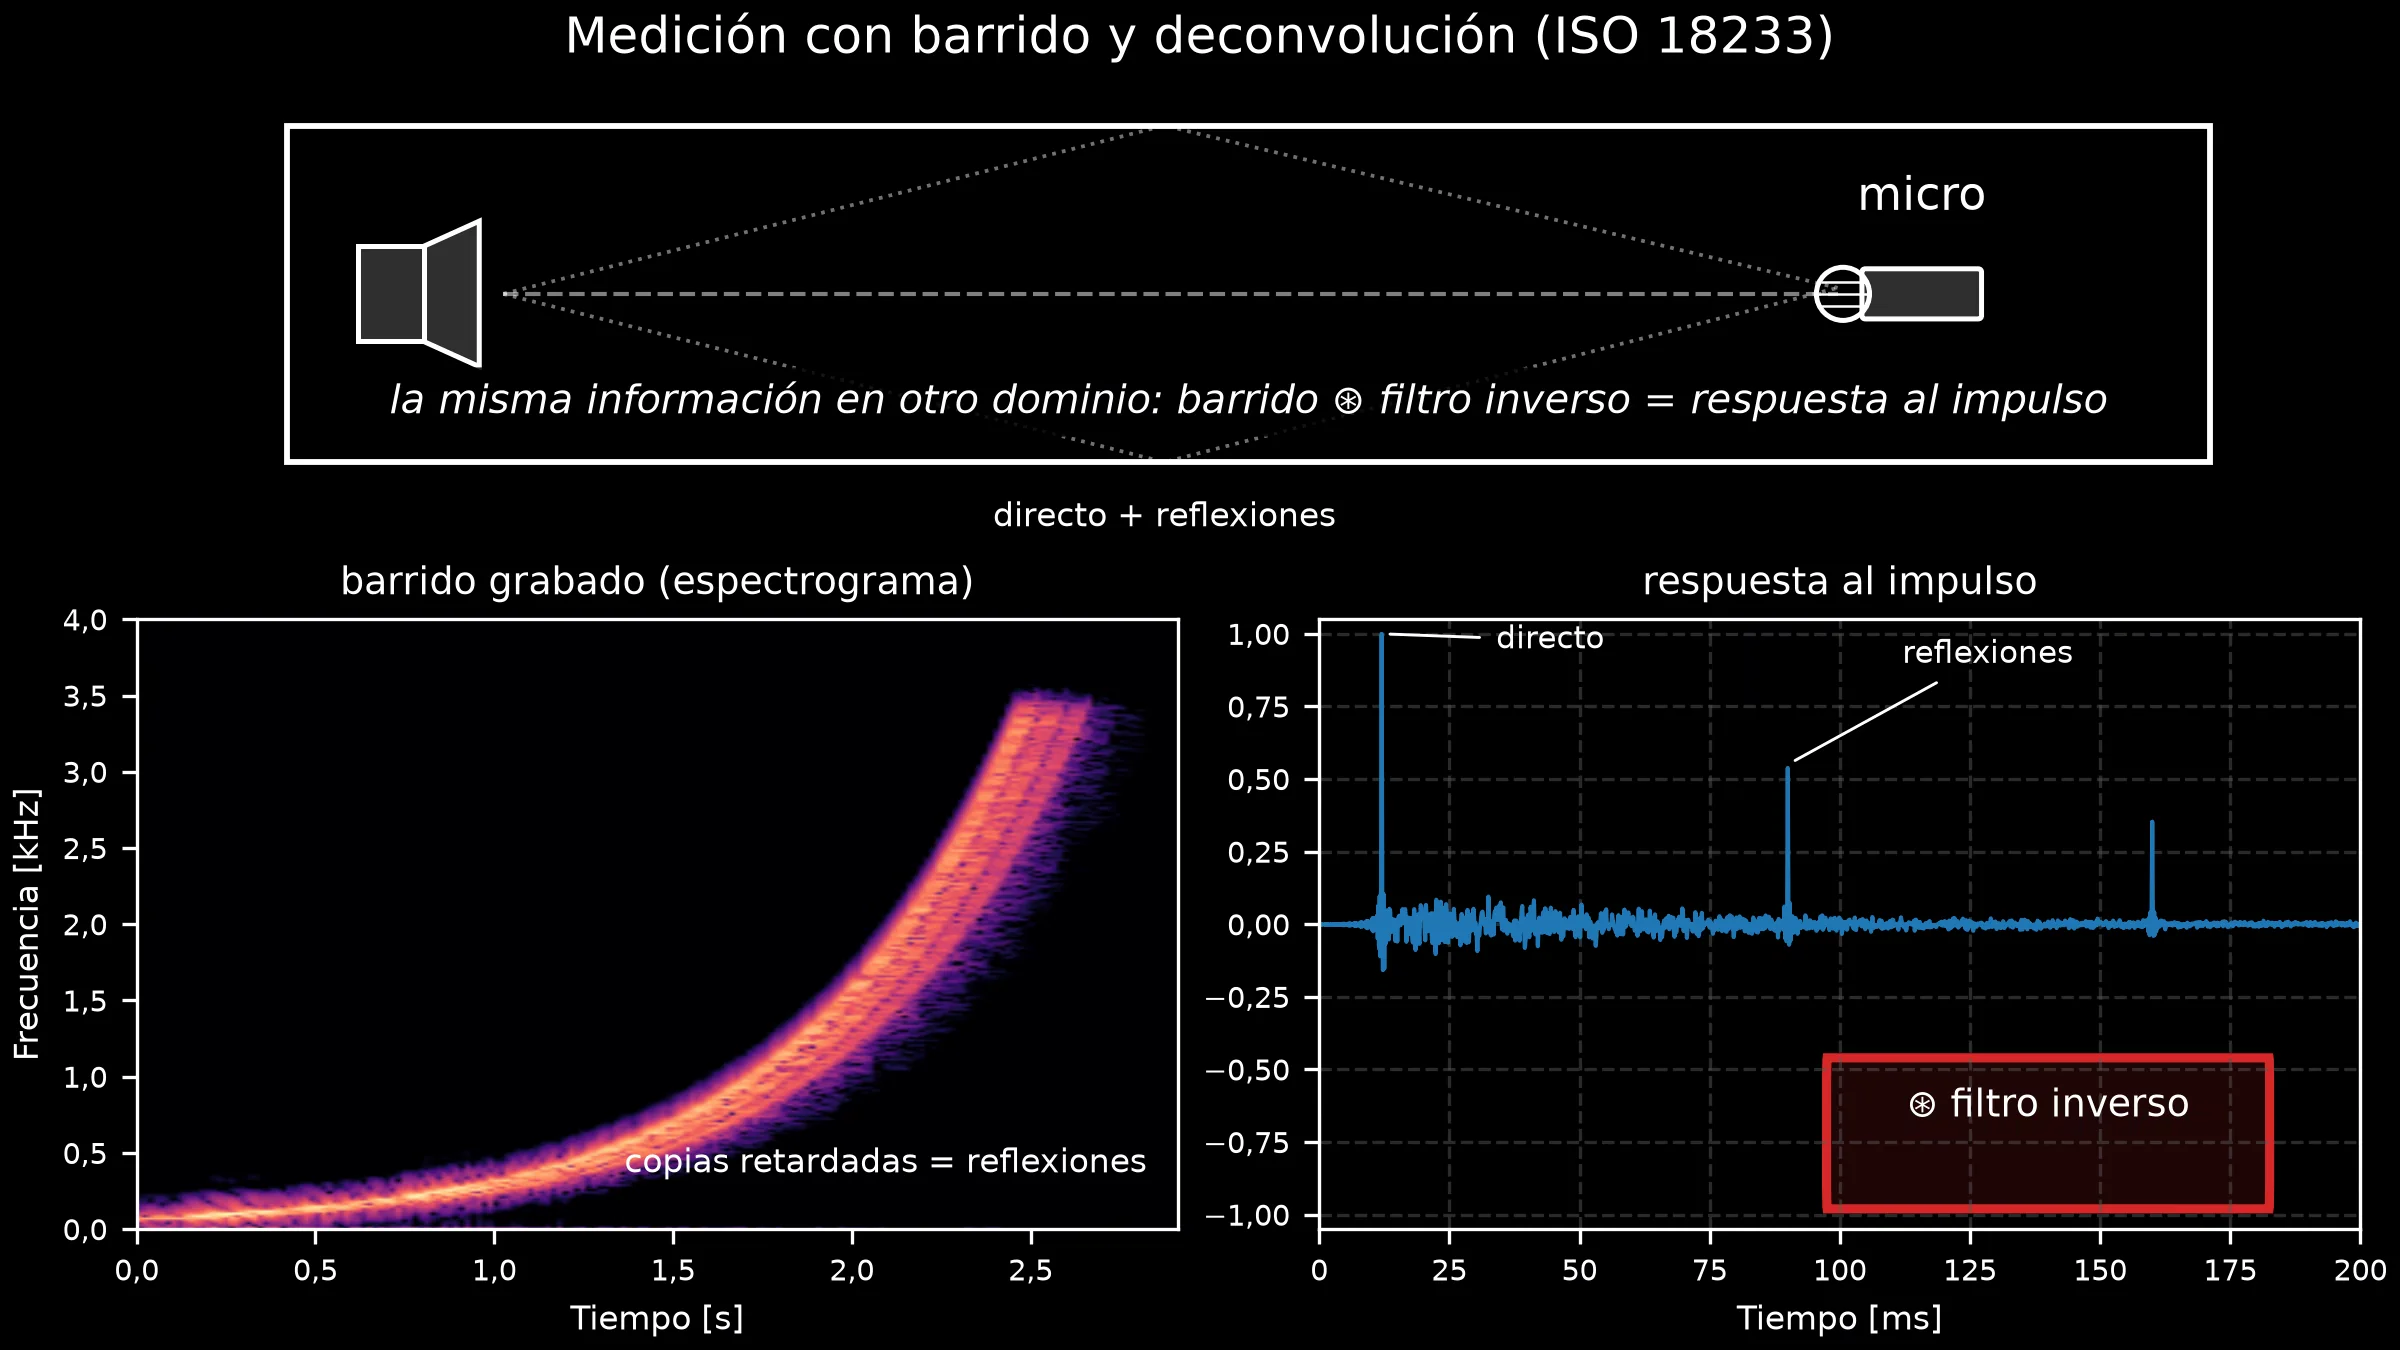 Medición con barrido y deconvolución (ISO 18233)
micro
la misma información en otro dominio: barrido ⊛ filtro inverso = respuesta al impulso
directo + reflexiones
barrido grabado (espectrograma)
4,0
3,5
3,0
2,5
2,0
1,5
1,0
0,5
0,0
Frecuencia [kHz]
copias retardadas = reflexiones
0,0 0,5 1,0 1,5 2,0 2,5
Tiempo [s]
respuesta al impulso
1,00
0,75
0,50
0,25
0,00
−0,25
−0,50
−0,75
−1,00
directo
reflexiones
⊛ filtro inverso
0 25 50 75 100 125 150 175 200
Tiempo [ms]